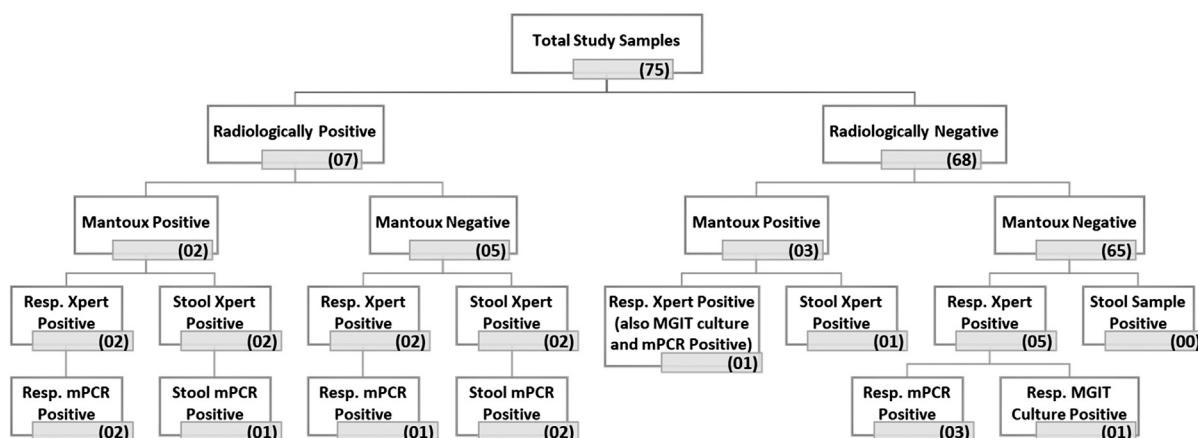 Total Study Samples
(75)
Radiologically Positive
(07)
Radiologically Negative
(68)
Mantoux Positive
(02)
Mantoux Negative
(05)
Mantoux Positive
(03)
Mantoux Negative
(65)
Resp. Xpert
Positive
(02)
Stool Xpert
Positive
(02)
Resp. Xpert
Positive
(02)
Stool Xpert
Positive
(02)
Resp. Xpert Positive
(also MGIT culture
and mPCR Positive)
(01)
Stool Xpert
Positive
(01)
Resp. Xpert
Positive
(05)
Stool Sample
Positive
(00)
Resp. mPCR
Positive
(02)
Stool mPCR
Positive
(01)
Resp. mPCR
Positive
(01)
Stool mPCR
Positive
(02)
Resp. mPCR
Positive
(03)
Resp. MGIT
Culture Positive
(01)